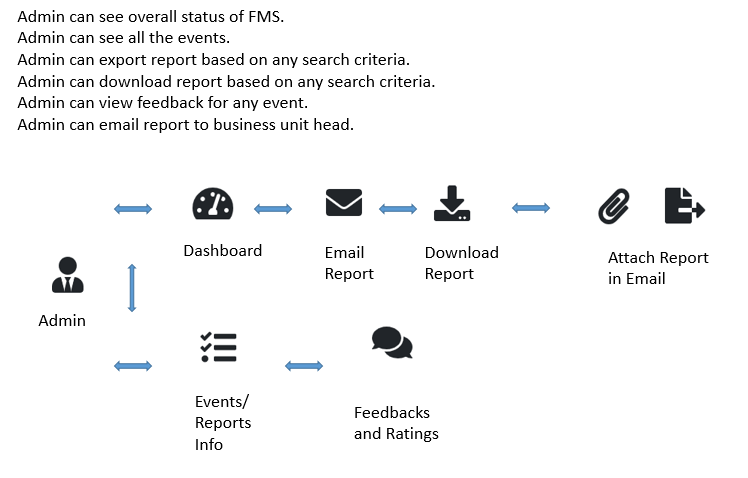 Admin can see overall status of FMS.
Admin can see all the events.
Admin can export report based on any search criteria.
Admin can download report based on any search criteria.
Admin can view feedback for any event.
Admin can email report to business unit head.
Dashboard
Email
Report
Download
Report
Attach Report
in Email
Admin
Events/
Reports
Info
Feedbacks
and Ratings